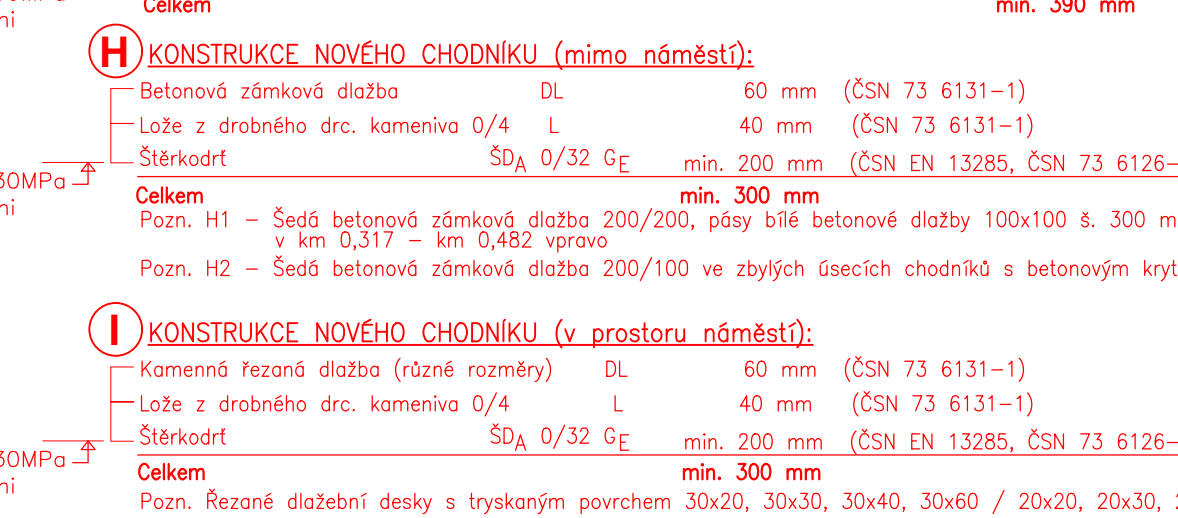 Celkem min. 390 mm
H KONSTRUKCE NOVÉHO CHODNÍKU (mimo náměstí):
Betonová zámková dlažba DL 60 mm (ČSN 73 6131-1)
Lože z drobného drc. kameniva 0/4 L 40 mm (ČSN 73 6131-1)
Štěrkodrť ŠDA 0/32 GE min. 200 mm (ČSN EN 13285, ČSN 73 6126-
30MPa
Celkem min. 300 mm
Pozn. H1 - Šedá betonová zámková dlažba 200/200, pásy bílé betonové dlažby 100x100 š. 300 m
v km 0,317 - km 0,482 vpravo
Pozn. H2 - Šedá betonová zámková dlažba 200/100 ve zbylých úsecích chodníků s betonovým kryt
I KONSTRUKCE NOVÉHO CHODNÍKU (v prostoru náměstí):
Kamenná řezaná dlažba (různé rozměry) DL 60 mm (ČSN 73 6131-1)
Lože z drobného drc. kameniva 0/4 L 40 mm (ČSN 73 6131-1)
Štěrkodrť ŠDA 0/32 GE min. 200 mm (ČSN EN 13285, ČSN 73 6126-
30MPa
Celkem min. 300 mm
Pozn. Řezané dlažební desky s tryskaným povrchem 30x20, 30x30, 30x40, 30x60 / 20x20, 20x30,